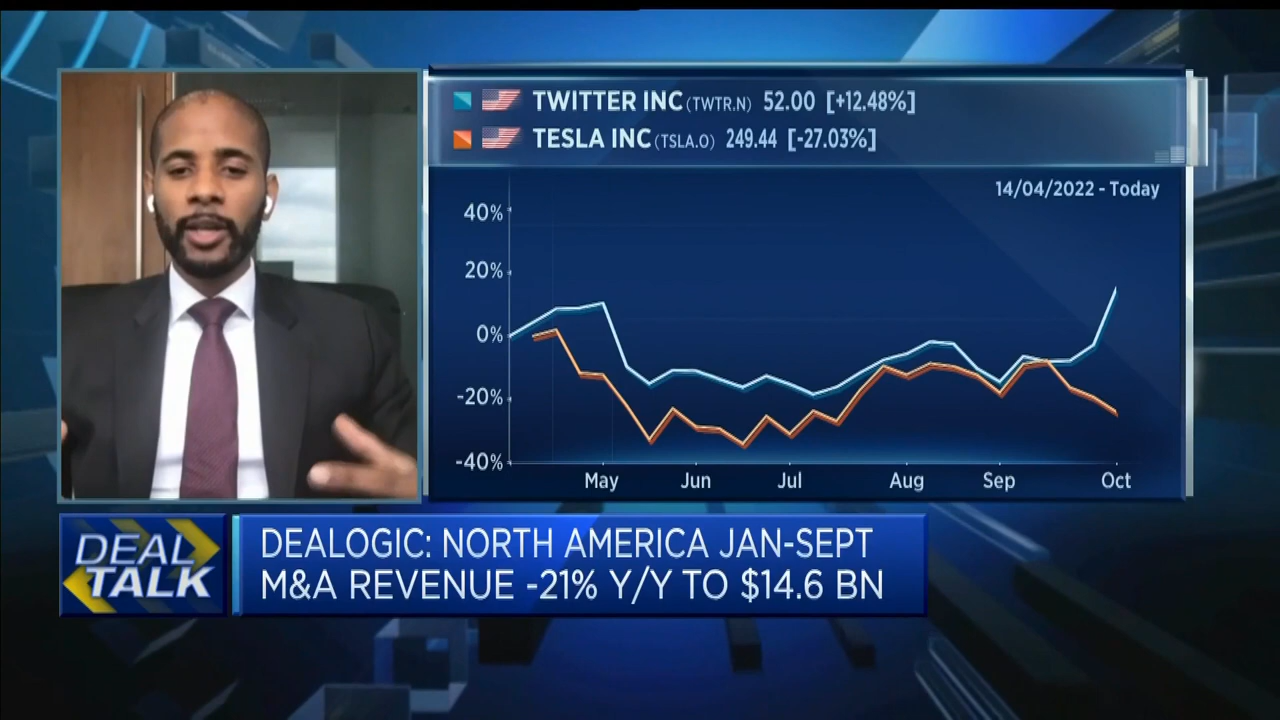 TWITTER INC (TWTR.N) 52.00 [+12.48%]
TESLA INC (TSLA.O) 249.44 [-27.03%]
14/04/2022 - Today
40%
20%
0%
-20%
-40%
May Jun Jul Aug Sep Oct
DEAL
TALK
DEALOGIC: NORTH AMERICA JAN-SEPT
M&A REVENUE -21% Y/Y TO $14.6 BN